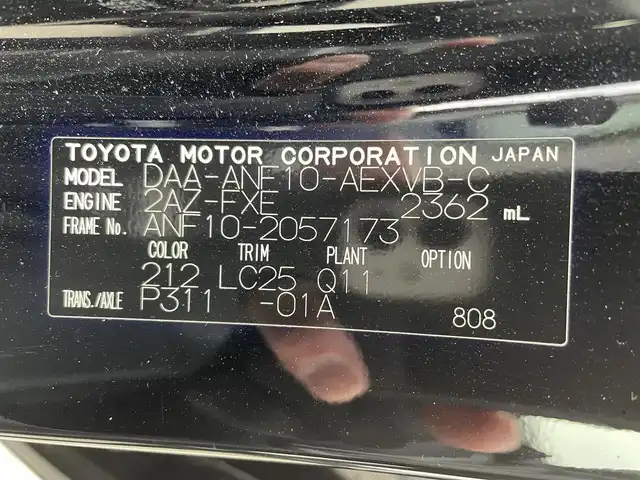 TOYOTA MOTOR CORPORATION JAPAN
MODEL DAA-ANF10-AEXVB-C
ENGINE 2AZ-FXE 2362 mL
FRAME No. ANF10-2057173
COLOR TRIM PLANT OPTION
212 LC25 Q11
TRANS./AXLE P311 -01A
808